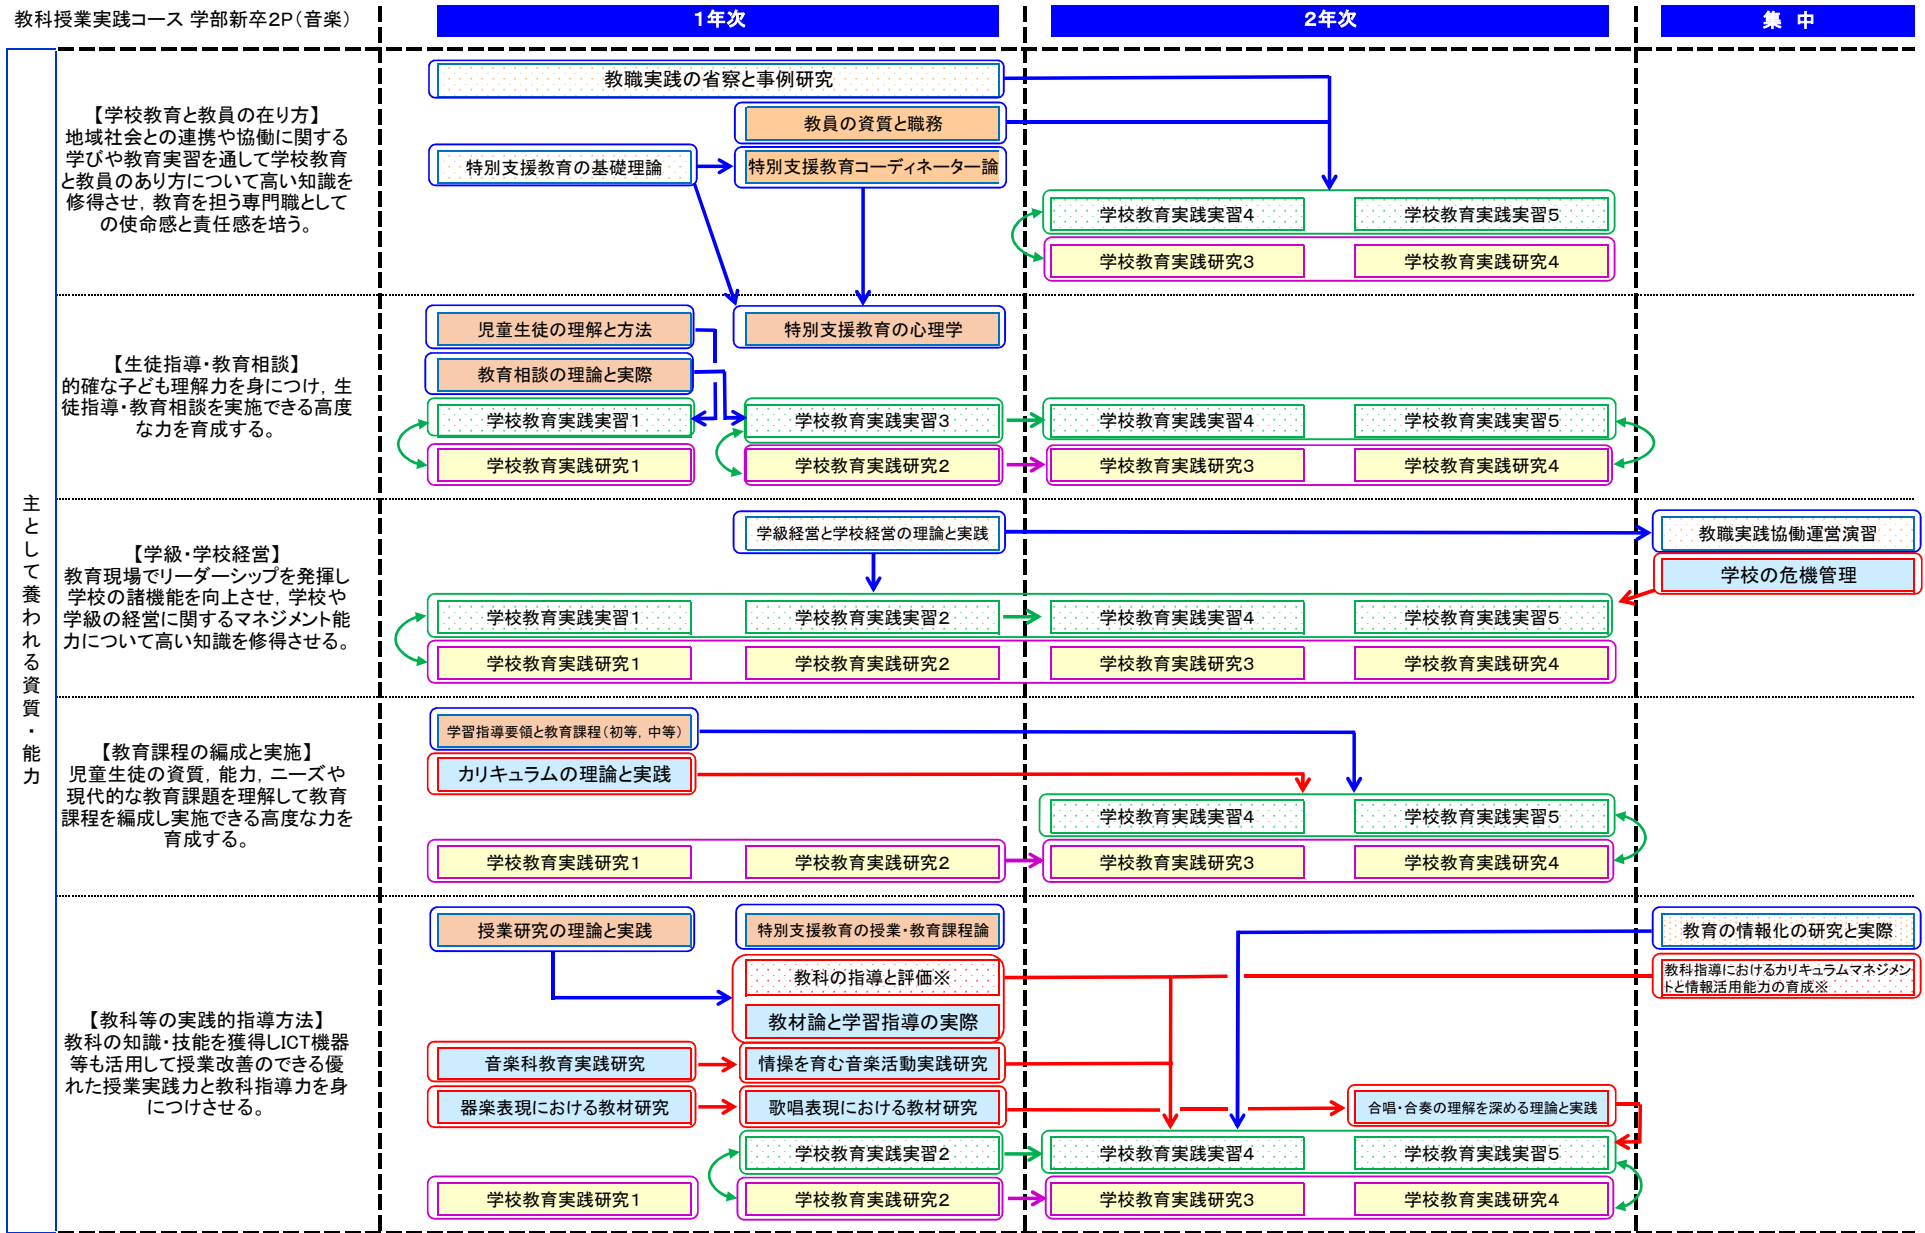 教科授業実践コース 学部新卒2P(音楽)
1年次
2年次
集 中
主として養われる資質・能力
【学校教育と教員の在り方】
地域社会との連携や協働に関する
学びや教育実習を通して学校教育
と教員のあり方について高い知識を
修得させ,教育を担う専門職として
の使命感と責任感を培う。
教職実践の省察と事例研究
教員の資質と職務
特別支援教育の基礎理論
特別支援教育コーディネーター論
学校教育実践実習4
学校教育実践実習5
学校教育実践研究3
学校教育実践研究4
【生徒指導・教育相談】
的確な子ども理解力を身につけ,生
徒指導・教育相談を実施できる高度
な力を育成する。
児童生徒の理解と方法
特別支援教育の心理学
教育相談の理論と実際
学校教育実践実習1
学校教育実践実習3
学校教育実践実習4
学校教育実践実習5
学校教育実践研究1
学校教育実践研究2
学校教育実践研究3
学校教育実践研究4
【学級・学校経営】
教育現場でリーダーシップを発揮し
学校の諸機能を向上させ,学校や
学級の経営に関するマネジメント能
力について高い知識を修得させる。
学級経営と学校経営の理論と実践
教職実践協働運営演習
学校の危機管理
学校教育実践実習1
学校教育実践実習2
学校教育実践実習4
学校教育実践実習5
学校教育実践研究1
学校教育実践研究2
学校教育実践研究3
学校教育実践研究4
【教育課程の編成と実施】
児童生徒の資質,能力,ニーズや
現代的な教育課題を理解して教育
課程を編成し実施できる高度な力を
育成する。
学習指導要領と教育課程(初等,中等)
カリキュラムの理論と実践
学校教育実践実習4
学校教育実践実習5
学校教育実践研究1
学校教育実践研究2
学校教育実践研究3
学校教育実践研究4
【教科等の実践的指導方法】
教科の知識・技能を獲得しICT機器
等も活用して授業改善のできる優
れた授業実践力と教科指導力を身
につけさせる。
授業研究の理論と実践
特別支援教育の授業・教育課程論
教育の情報化の研究と実際
教科の指導と評価※
教科指導におけるカリキュラムマネジメン
トと情報活用能力の育成※
教材論と学習指導の実際
音楽科教育実践研究
情操を育む音楽活動実践研究
器楽表現における教材研究
歌唱表現における教材研究
合唱・合奏の理解を深める理論と実践
学校教育実践実習2
学校教育実践実習4
学校教育実践実習5
学校教育実践研究1
学校教育実践研究2
学校教育実践研究3
学校教育実践研究4